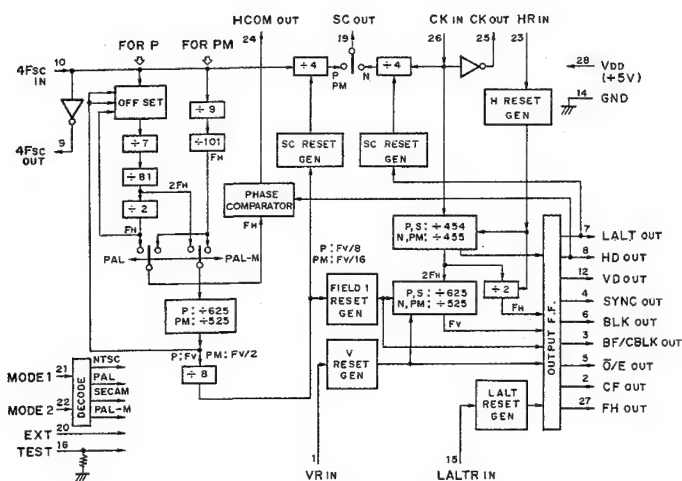 HCOM OUT
24
SC OUT
19
CK IN
26
CK OUT
25
HR IN
23
FOR P
FOR PM
10
4FSC IN
÷4
P
PM
N
÷4
28
VDD (+5V)
14
GND
OFF SET
÷9
H RESET GEN
9
4FSC OUT
÷7
÷101
FH
SC RESET GEN
SC RESET GEN
÷81
2FH
÷2
FH
PHASE COMPARATOR
FH
P,S: ÷454
N,PM: ÷455
7
LALT OUT
8
HD OUT
12
VD OUT
4
SYNC OUT
6
BLK OUT
3
BF/CBLK OUT
5
Ō/E OUT
2
CF OUT
27
FH OUT
OUTPUT F.F.
PAL
PAL-M
P: FV/8
PM: FV/16
2FH
÷2
FH
P: ÷625
PM: ÷525
FIELD 1 RESET GEN
P,S: ÷625
N,PM: ÷525
FV
P: FV
PM: FV/2
÷8
V RESET GEN
LALT RESET GEN
MODE 1
21
MODE 2
22
DECODE
NTSC
PAL
SECAM
PAL-M
EXT
20
TEST
16
1
VR IN
15
LALTR IN